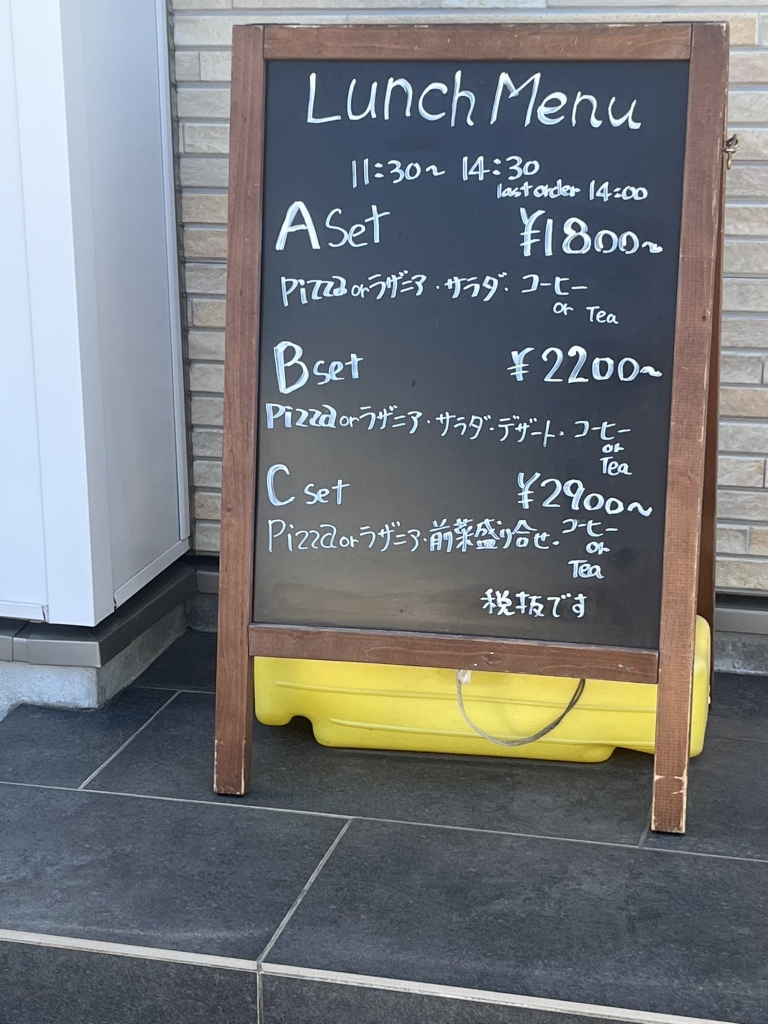 Lunch Menu
11:30~ 14:30
last order 14:00
A Set ¥1800~
Pizza or ラザニア・サラダ・コーヒー
or Tea
B set ¥2200~
Pizza or ラザニア・サラダ・デザート・コーヒー
or
Tea
C set ¥2900~
Pizza or ラザニア・前菜盛り合せ・コーヒー
or
Tea
税抜です